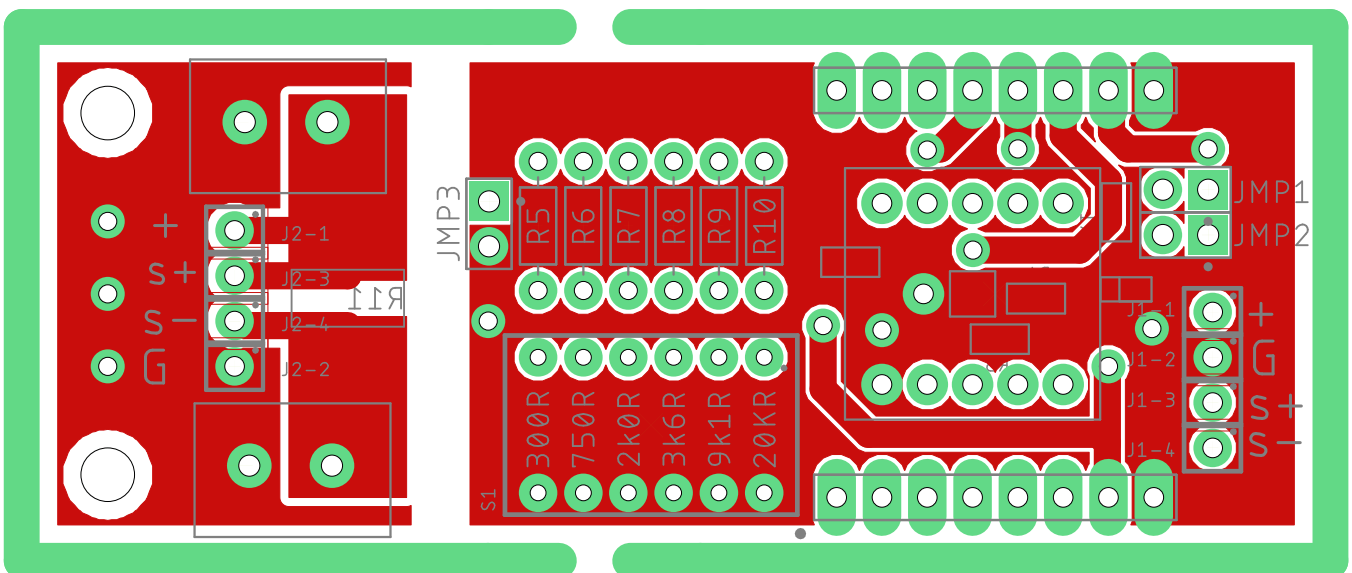 +
s+
s-
G
J2-1
J2-3
J2-4
J2-2
R11
JMP3
R5
R6
R7
R8
R9
R10
300R
750R
2k0R
3k6R
9k1R
20KR
S1
JMP1
JMP2
J1-1
J1-2
J1-3
J1-4
+
G
s+
s-